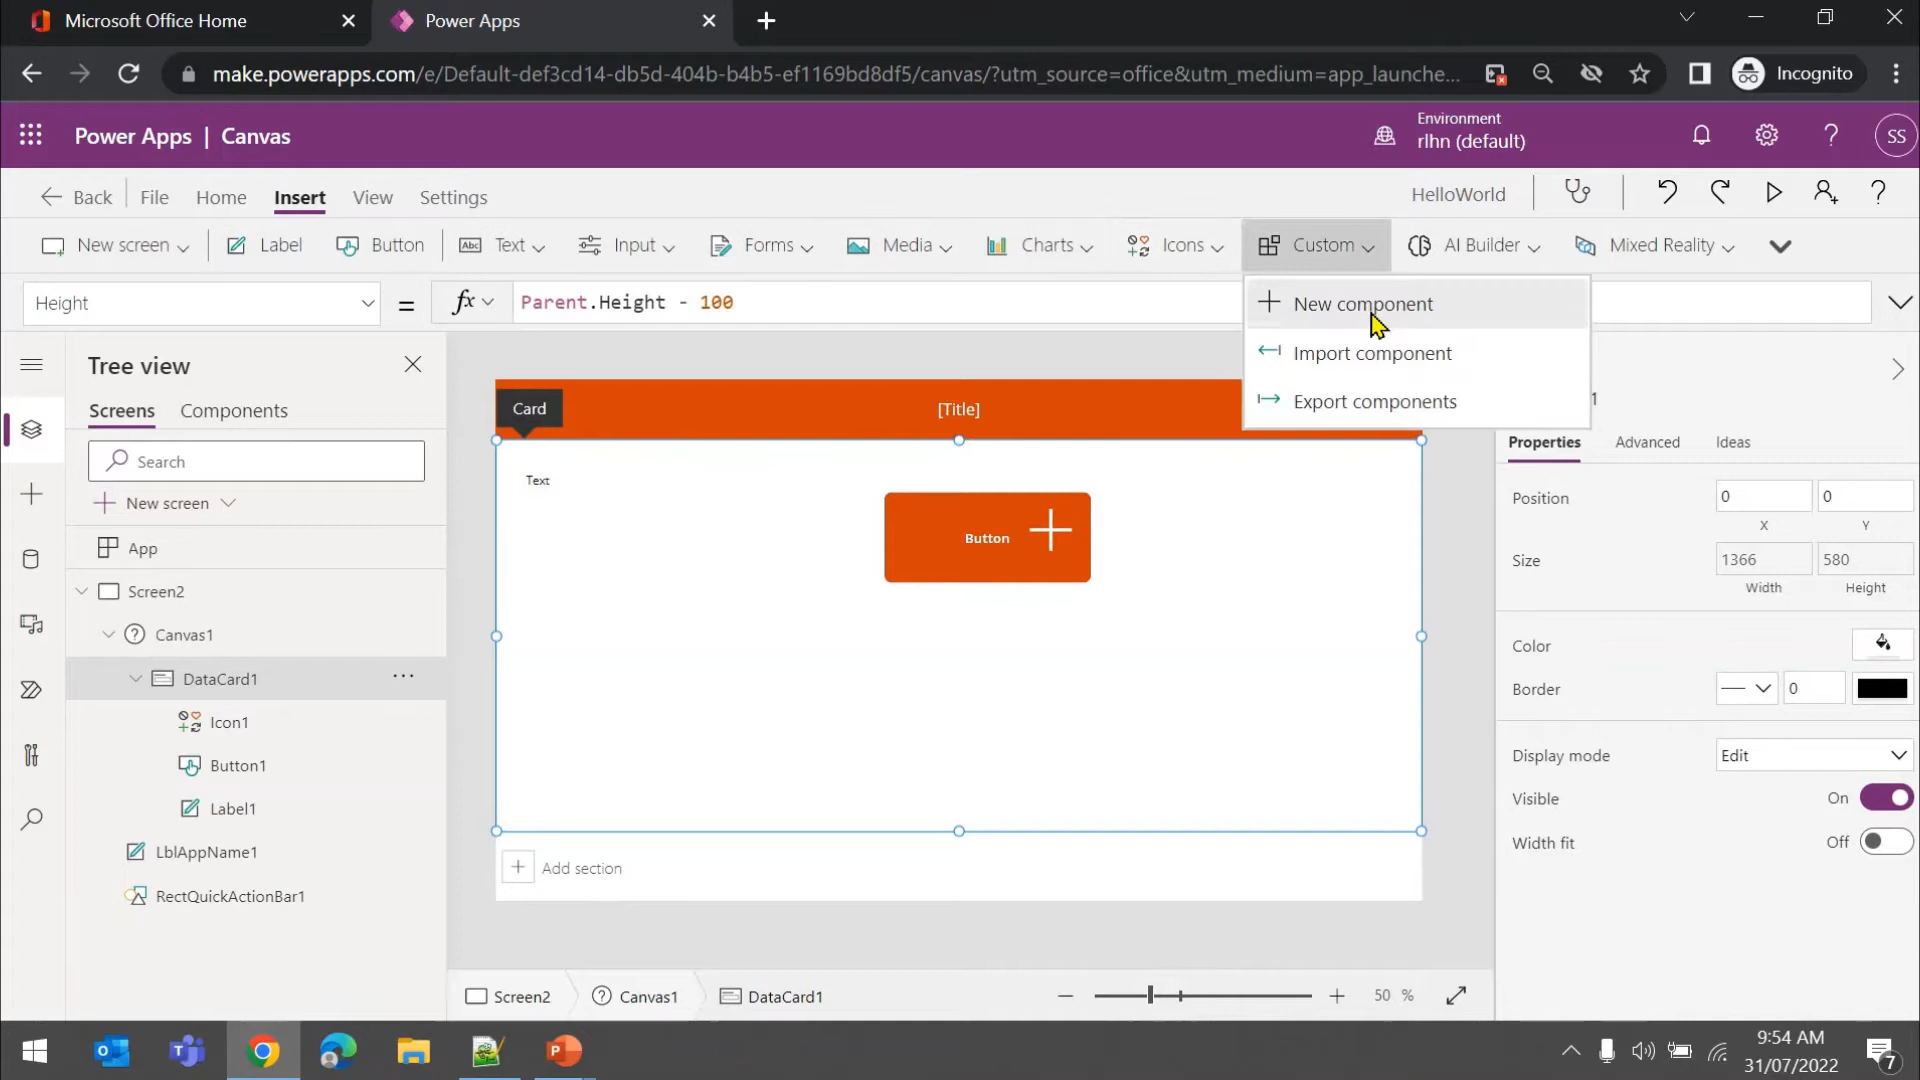 Microsoft Office Home
Power Apps
make.powerapps.com/e/Default-def3cd14-db5d-404b-b4b5-ef1169bd8df5/canvas/?utm_source=office&utm_medium=app_launche...
Incognito
Power Apps | Canvas
Environment
rlhn (default)
SS
Back
File
Home
Insert
View
Settings
HelloWorld
New screen
Label
Button
Abc
Text
Input
Forms
Media
Charts
Icons
Custom
AI Builder
Mixed Reality
Height
=
fx
Parent.Height - 100
New component
Import component
Export components
Tree view
Screens
Components
Search
New screen
App
Screen2
Canvas1
DataCard1
Icon1
Button1
Label1
LblAppName1
RectQuickActionBar1
Card
[Title]
Text
Button
Add section
1
Properties
Advanced
Ideas
Position
0
0
X
Y
Size
1366
580
Width
Height
Color
Border
0
Display mode
Edit
Visible
On
Width fit
Off
Screen2
Canvas1
DataCard1
50 %
9:54 AM
31/07/2022
7